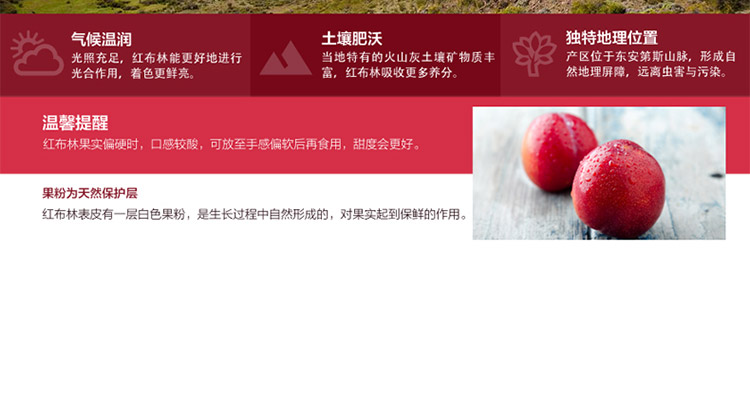 气候温润
光照充足，红布林能更好地进行
光合作用，着色更鲜亮。
土壤肥沃
当地特有的火山灰土壤矿物质丰
富，红布林吸收更多养分。
独特地理位置
产区位于东安第斯山脉，形成自
然地理屏障，远离虫害与污染。
温馨提醒
红布林果实偏硬时，口感较酸，可放至手感偏软后再食用，甜度会更好。
果粉为天然保护层
红布林表皮有一层白色果粉，是生长过程中自然形成的，对果实起到保鲜的作用。